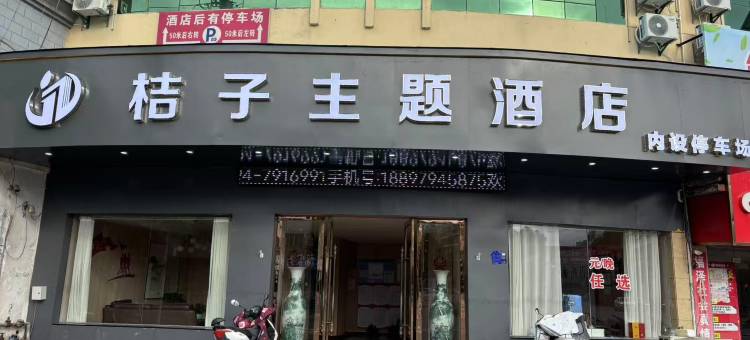 酒店后有停车场
50米后右转 P 50米后左转
桔子主题酒店
内设停车场
4-7916991手机号:18897945875欢
元晚
任选